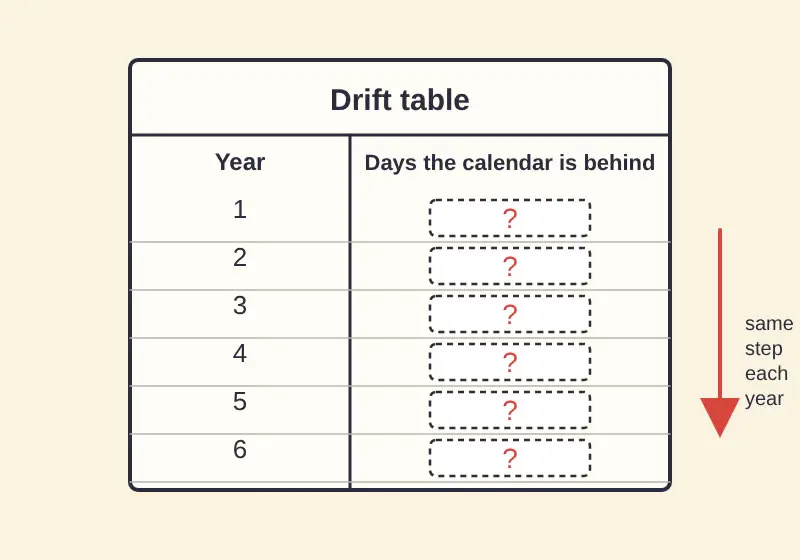 Drift table
Year Days the calendar is behind
1 ?
2 ?
3 ?
4 ?
5 ?
6 ?
same
step
each
year